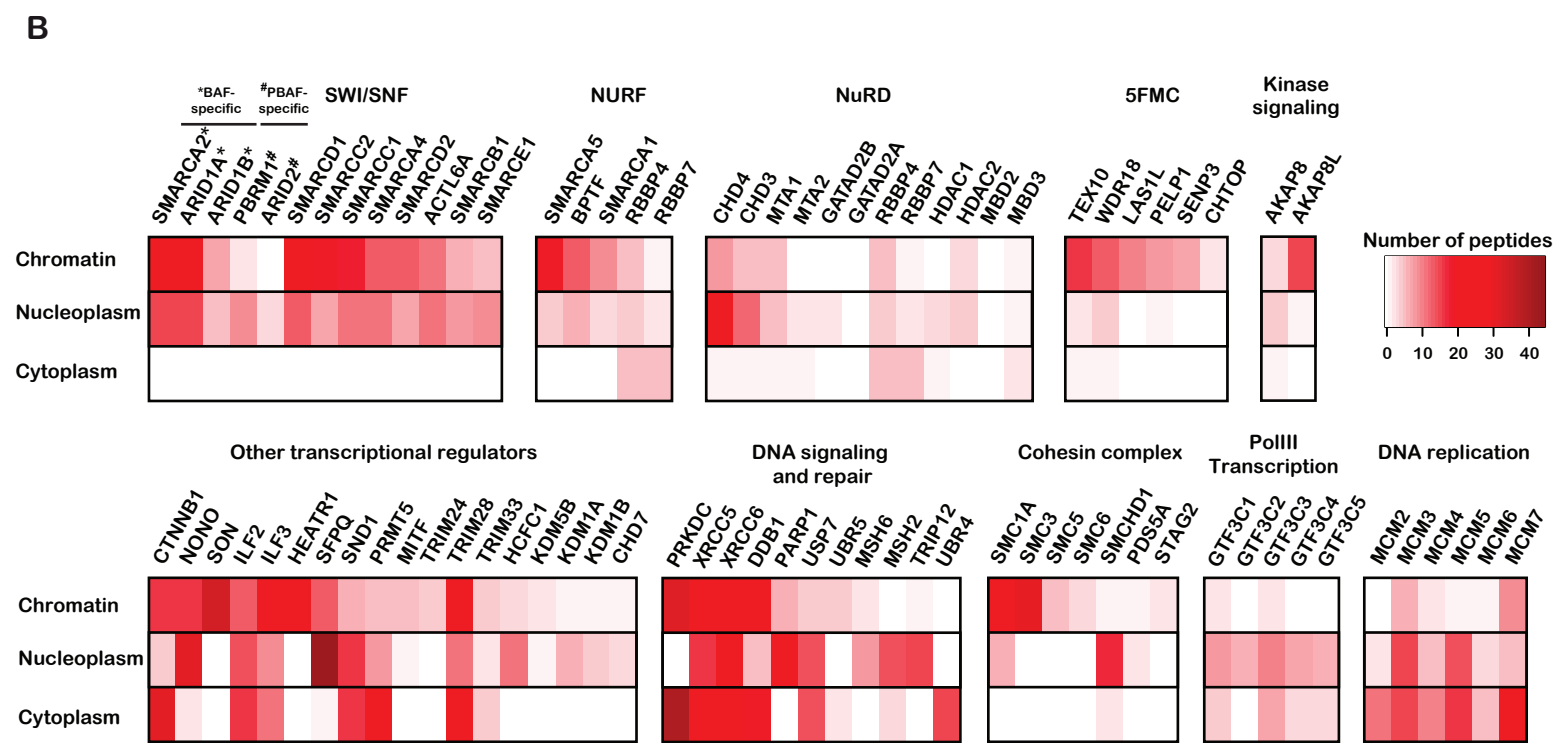 B
*BAF-specific
#PBAF-specific
SWI/SNF
NURF
NuRD
5FMC
Kinase signaling
SMARCA2* ARID1A* ARID1B* PBRM1# ARID2# SMARCD1 SMARCC2 SMARCC1 SMARCA4 SMARCD2 ACTL6A SMARCB1 SMARCE1
SMARCA5 BPTF SMARCA1 RBBP4 RBBP7
CHD4 CHD3 MTA1 MTA2 GATAD2B GATAD2A RBBP4 RBBP7 HDAC1 HDAC2 MBD2 MBD3
TEX10 WDR18 LAS1L PELP1 SENP3 CHTOP
AKAP8 AKAP8L
Chromatin
Nucleoplasm
Cytoplasm
Number of peptides
0 10 20 30 40
Other transcriptional regulators
DNA signaling
and repair
Cohesin complex
PolIII
Transcription
DNA replication
CTNNB1 NONO SON ILF2 ILF3 HEATR1 SFPQ SND1 PRMT5 MITF TRIM24 TRIM28 TRIM33 HCFC1 KDM5B KDM1A KDM1B CHD7
PRKDC XRCC5 XRCC6 DDB1 PARP1 USP7 UBR5 MSH6 MSH2 TRIP12 UBR4
SMC1A SMC3 SMC5 SMC6 SMCHD1 PDS5A STAG2
GTF3C1 GTF3C2 GTF3C3 GTF3C4 GTF3C5
MCM2 MCM3 MCM4 MCM5 MCM6 MCM7
Chromatin
Nucleoplasm
Cytoplasm